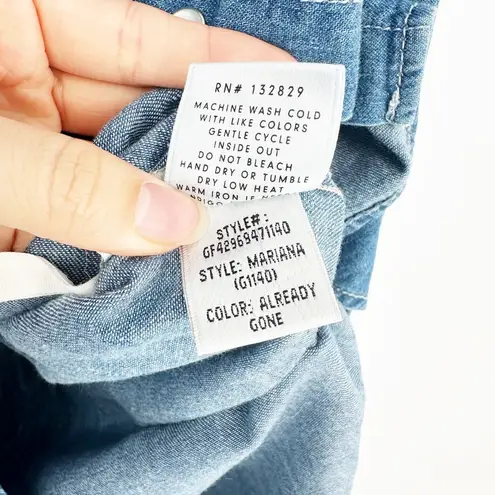 RN# 132829
MACHINE WASH COLD
WITH LIKE COLORS
GENTLE CYCLE
INSIDE OUT
DO NOT BLEACH
HAND DRY OR TUMBLE
DRY LOW HEAT
WARM IRON IF
STYLE#:
GF42969471140
STYLE: MARIANA
(G1140)
COLOR: ALREADY
GONE